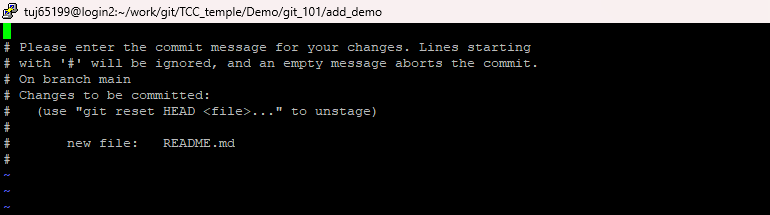 tuj65199@login2:~/work/git/TCC_temple/Demo/git_101/add_demo
# Please enter the commit message for your changes. Lines starting
# with '#' will be ignored, and an empty message aborts the commit.
# On branch main
# Changes to be committed:
#   (use "git reset HEAD <file>..." to unstage)
#
#       new file:   README.md
#
~
~
~